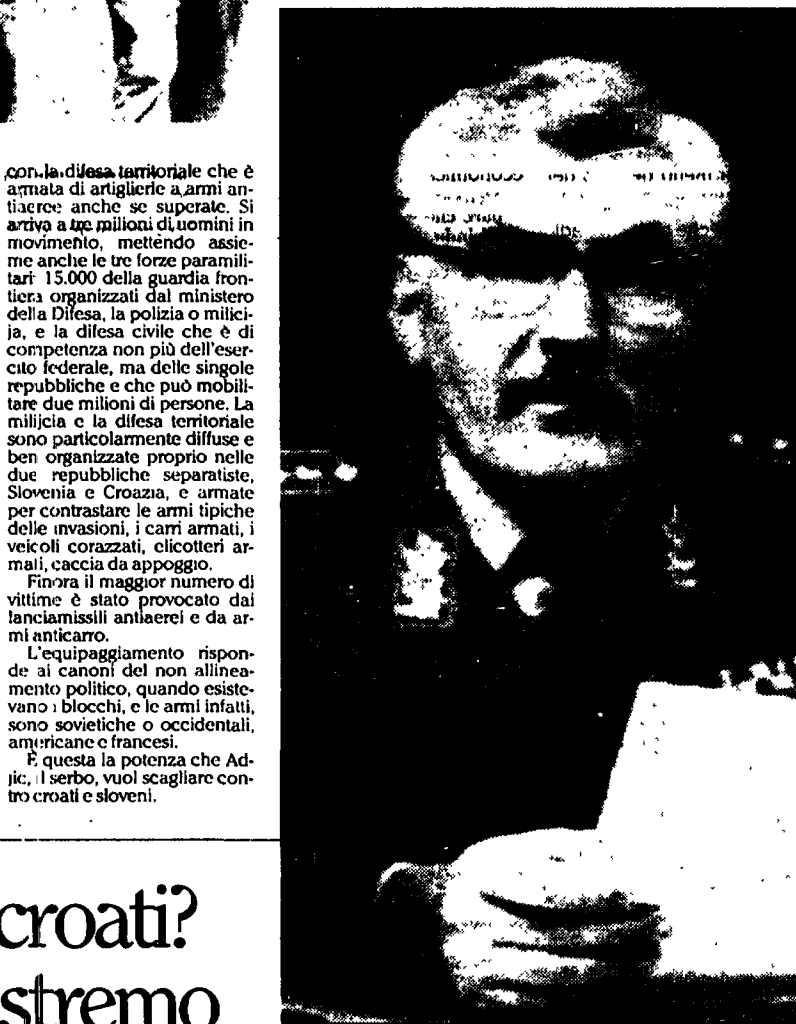 con la difesa territoriale che è
armata di artiglierie a armi an-
tiaeree anche se superate. Si
arriva a tre milioni di uomini in
movimento, mettendo assie-
me anche le tre forze paramili-
tari 15.000 della guardia fron-
tiera organizzati dal ministero
della Difesa, la polizia o milici-
ja, e la difesa civile che è di
competenza non più dell'eser-
cito federale, ma delle singole
repubbliche e che può mobili-
tare due milioni di persone. La
milijcia e la difesa territoriale
sono particolarmente diffuse e
ben organizzate proprio nelle
due repubbliche separatiste,
Slovenia e Croazia, e armate
per contrastare le armi tipiche
delle invasioni, i carri armati, i
veicoli corazzati, elicotteri ar-
mati, caccia da appoggio.
Finora il maggior numero di
vittime è stato provocato dai
lanciamissili antiaerei e da ar-
mi anticarro.
L'equipaggiamento rispon-
de ai canoni del non allinea-
mento politico, quando esiste-
vano i blocchi, e le armi infatti,
sono sovietiche o occidentali,
americane e francesi.
È questa la potenza che Ad-
jic, il serbo, vuol scagliare con-
tro croati e sloveni.
croati?
stremo